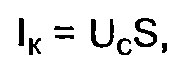 Iк = UcS,